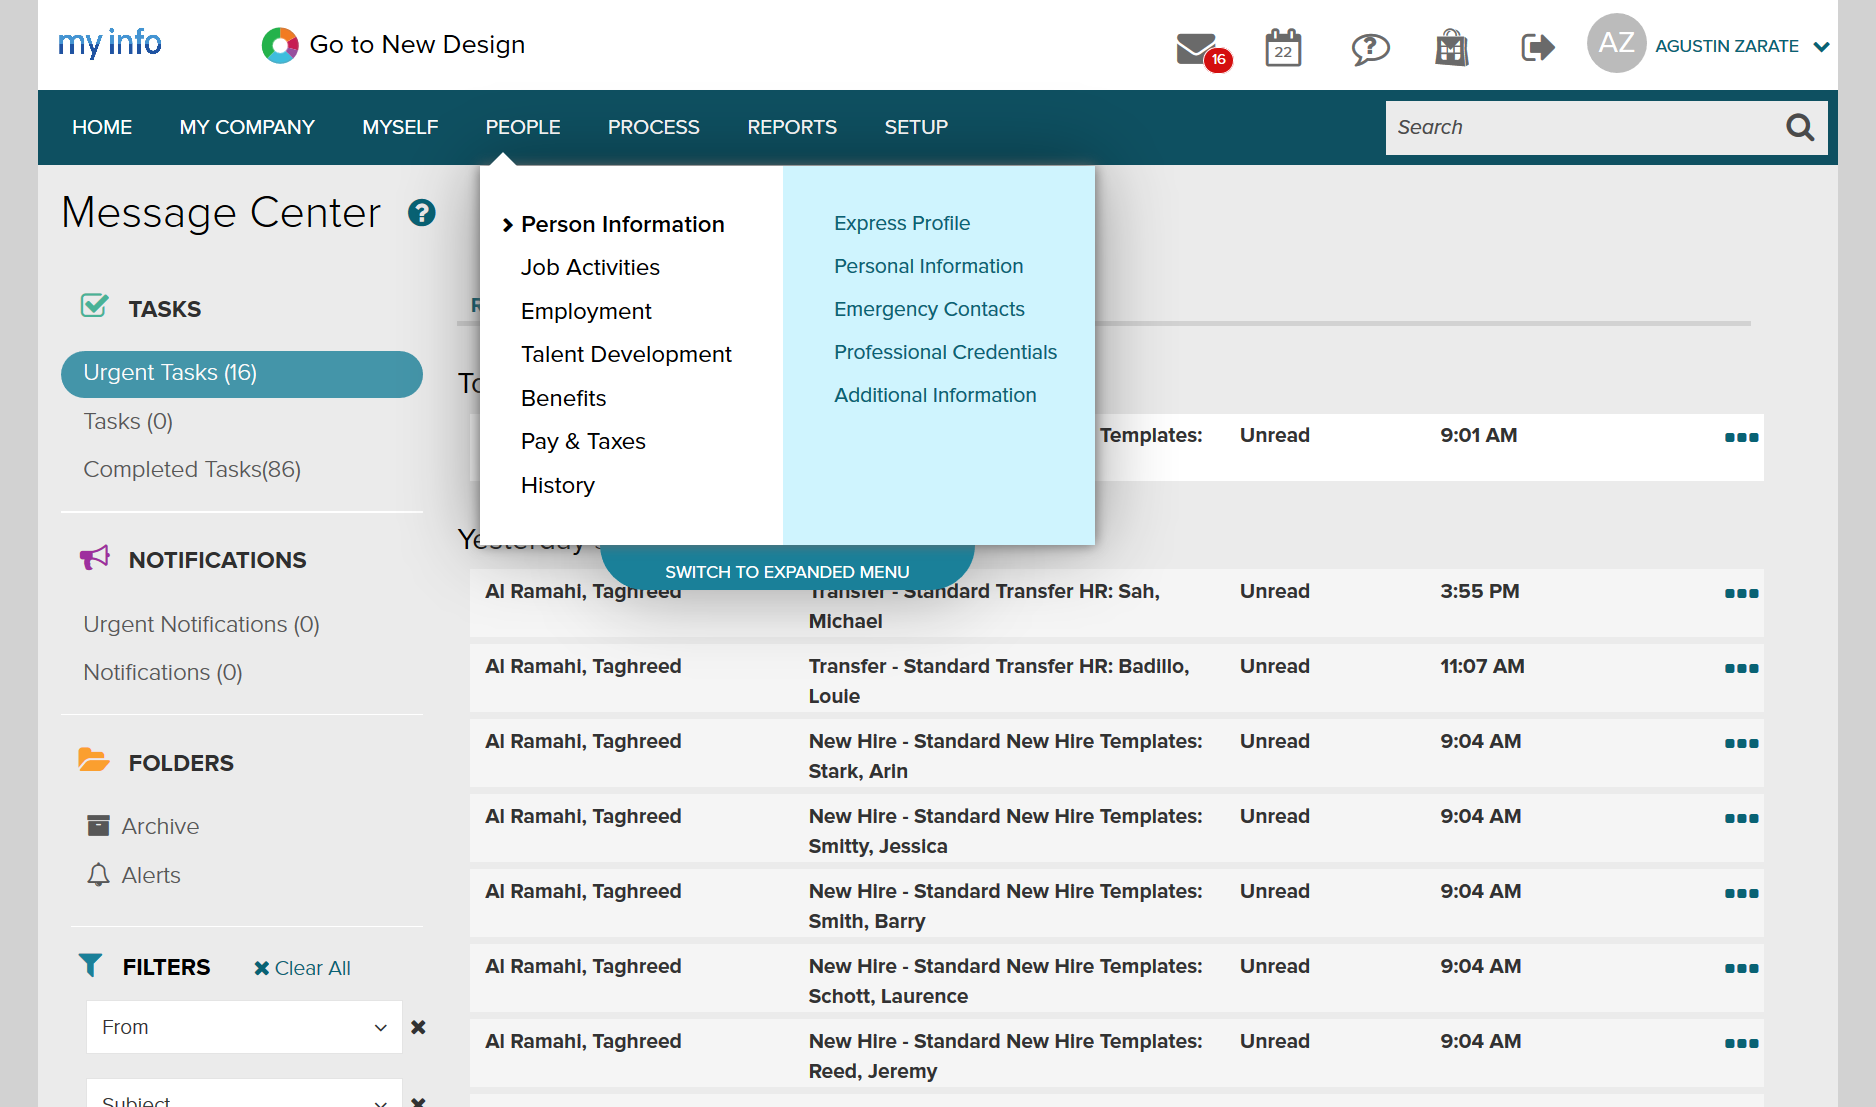 my info
Go to New Design
16
22
AZ
AGUSTIN ZARATE
HOME
MY COMPANY
MYSELF
PEOPLE
PROCESS
REPORTS
SETUP
Search
Message Center
Person Information
Job Activities
Employment
Talent Development
Benefits
Pay & Taxes
History
Express Profile
Personal Information
Emergency Contacts
Professional Credentials
Additional Information
SWITCH TO EXPANDED MENU
TASKS
Urgent Tasks (16)
Tasks (0)
Completed Tasks(86)
NOTIFICATIONS
Urgent Notifications (0)
Notifications (0)
FOLDERS
Archive
Alerts
FILTERS
Clear All
From
Subject
Templates: Unread 9:01 AM
Yesterday
Al Ramahi, Taghreed Transfer - Standard Transfer HR: Sah, Michael Unread 3:55 PM
Al Ramahi, Taghreed Transfer - Standard Transfer HR: Badillo, Louie Unread 11:07 AM
Al Ramahi, Taghreed New Hire - Standard New Hire Templates: Stark, Arin Unread 9:04 AM
Al Ramahi, Taghreed New Hire - Standard New Hire Templates: Smitty, Jessica Unread 9:04 AM
Al Ramahi, Taghreed New Hire - Standard New Hire Templates: Smith, Barry Unread 9:04 AM
Al Ramahi, Taghreed New Hire - Standard New Hire Templates: Schott, Laurence Unread 9:04 AM
Al Ramahi, Taghreed New Hire - Standard New Hire Templates: Reed, Jeremy Unread 9:04 AM